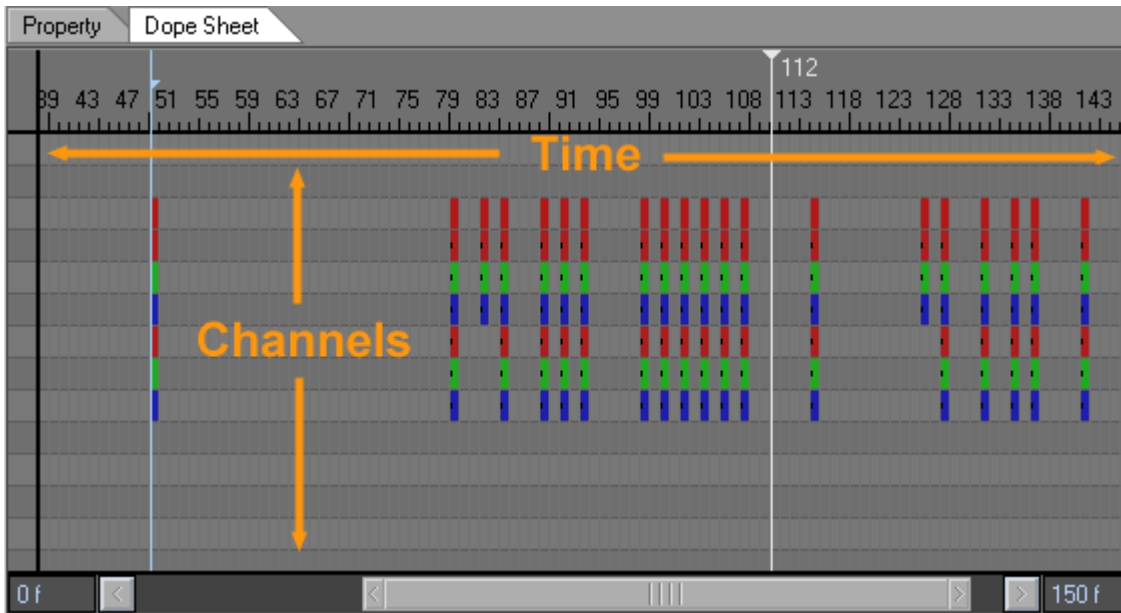 Property Dope Sheet
112
39 43 47 51 55 59 63 67 71 75 79 83 87 91 95 99 103 108 113 118 123 128 133 138 143
Time
Channels
0 f 150 f